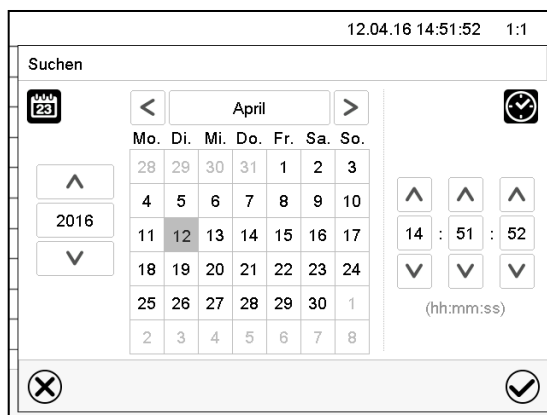 12.04.16 14:51:52 1:1
Suchen
23
< April >
Mo. Di. Mi. Do. Fr. Sa. So.
28 29 30 31 1 2 3
4 5 6 7 8 9 10
11 12 13 14 15 16 17
18 19 20 21 22 23 24
25 26 27 28 29 30 1
2 3 4 5 6 7 8
2016
14 : 51 : 52
(hh:mm:ss)